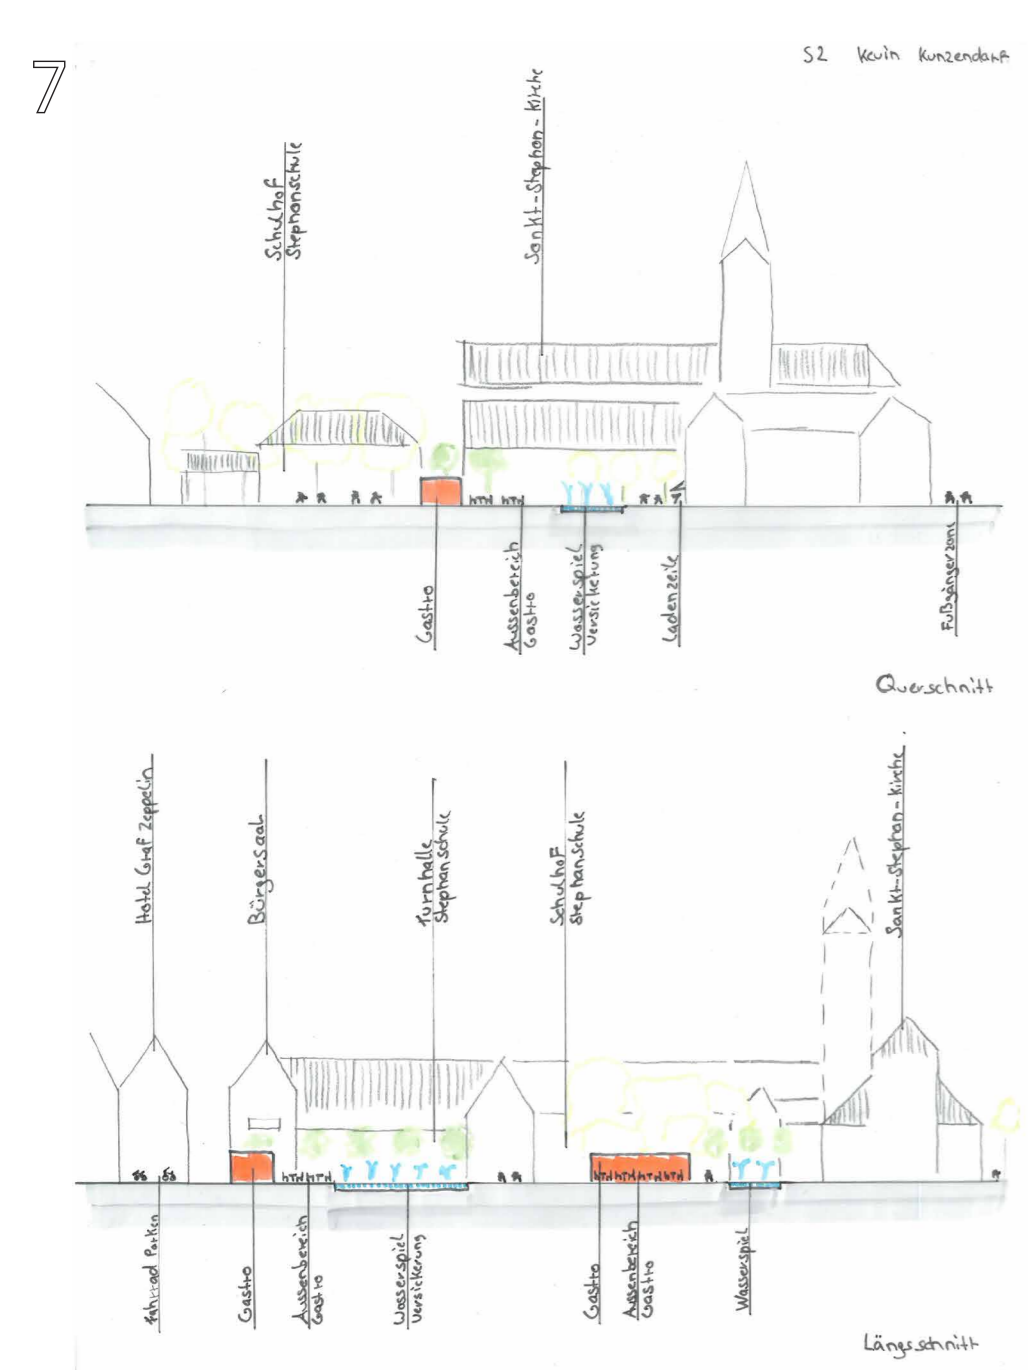 7
S2 Kevin Kunzendorf
Schulhof
Stephanschule
Sankt-Stephan-Kirche
Gastro
Aussenbereich
Gastro
Wasserspiel
Versickerung
Ladenzeile
Fußgängerzone
Querschnitt
Hotel Graf Zeppelin
Bürgersaal
Turnhalle
Stephanschule
Schulhof
Stephanschule
Sankt-Stephan-Kirche
Fahrrad Parken
Gastro
Aussenbereich
Gastro
Wasserspiel
Versickerung
Gastro
Aussenbereich
Gastro
Wasserspiel
Längsschnitt